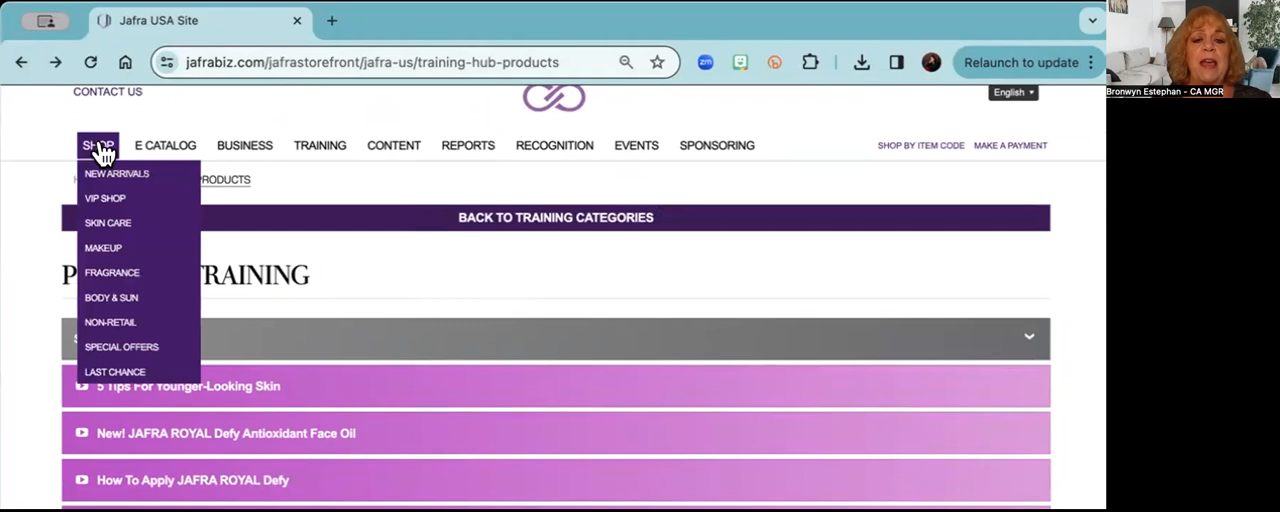 Jafra USA Site
jafrabiz.com/jafrastorefront/jafra-us/training-hub-products
zm
Relaunch to update
Bronwyn Estephan - CA MGR
CONTACT US
English
SHOP E CATALOG BUSINESS TRAINING CONTENT REPORTS RECOGNITION EVENTS SPONSORING SHOP BY ITEM CODE MAKE A PAYMENT
NEW ARRIVALS
PRODUCTS
VIP SHOP
BACK TO TRAINING CATEGORIES
SKIN CARE
MAKEUP
FRAGRANCE
P TRAINING
BODY & SUN
NON-RETAIL
SPECIAL OFFERS
LAST CHANCE
5 Tips For Younger-Looking Skin
New! JAFRA ROYAL Defy Antioxidant Face Oil
How To Apply JAFRA ROYAL Defy